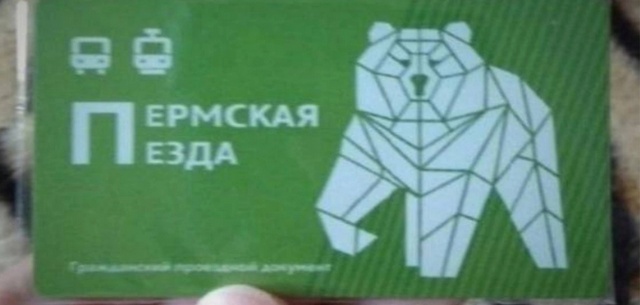 ПЕРМСКАЯ
ПЕЗДА
Гражданский проездной документ